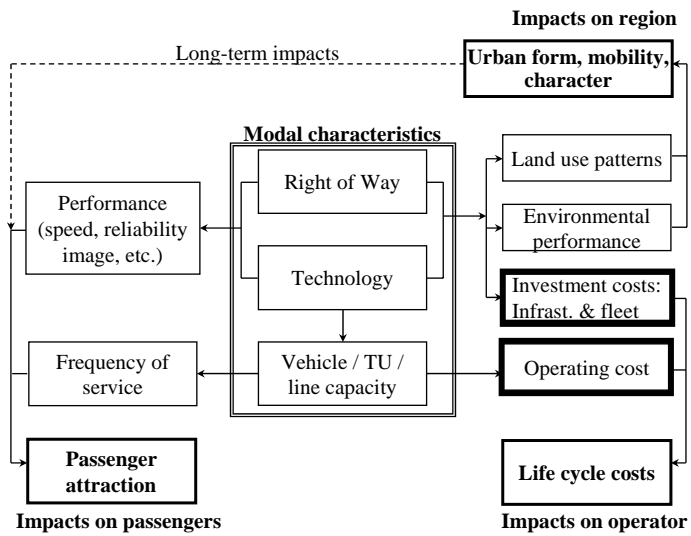 Impacts on region
Long-term impacts
Urban form, mobility,
character
Modal characteristics
Right of Way
Land use patterns
Performance
(speed, reliability
image, etc.)
Environmental
performance
Technology
Investment costs:
Infrast. & fleet
Frequency of
service
Vehicle / TU /
line capacity
Operating cost
Passenger
attraction
Life cycle costs
Impacts on passengers
Impacts on operator